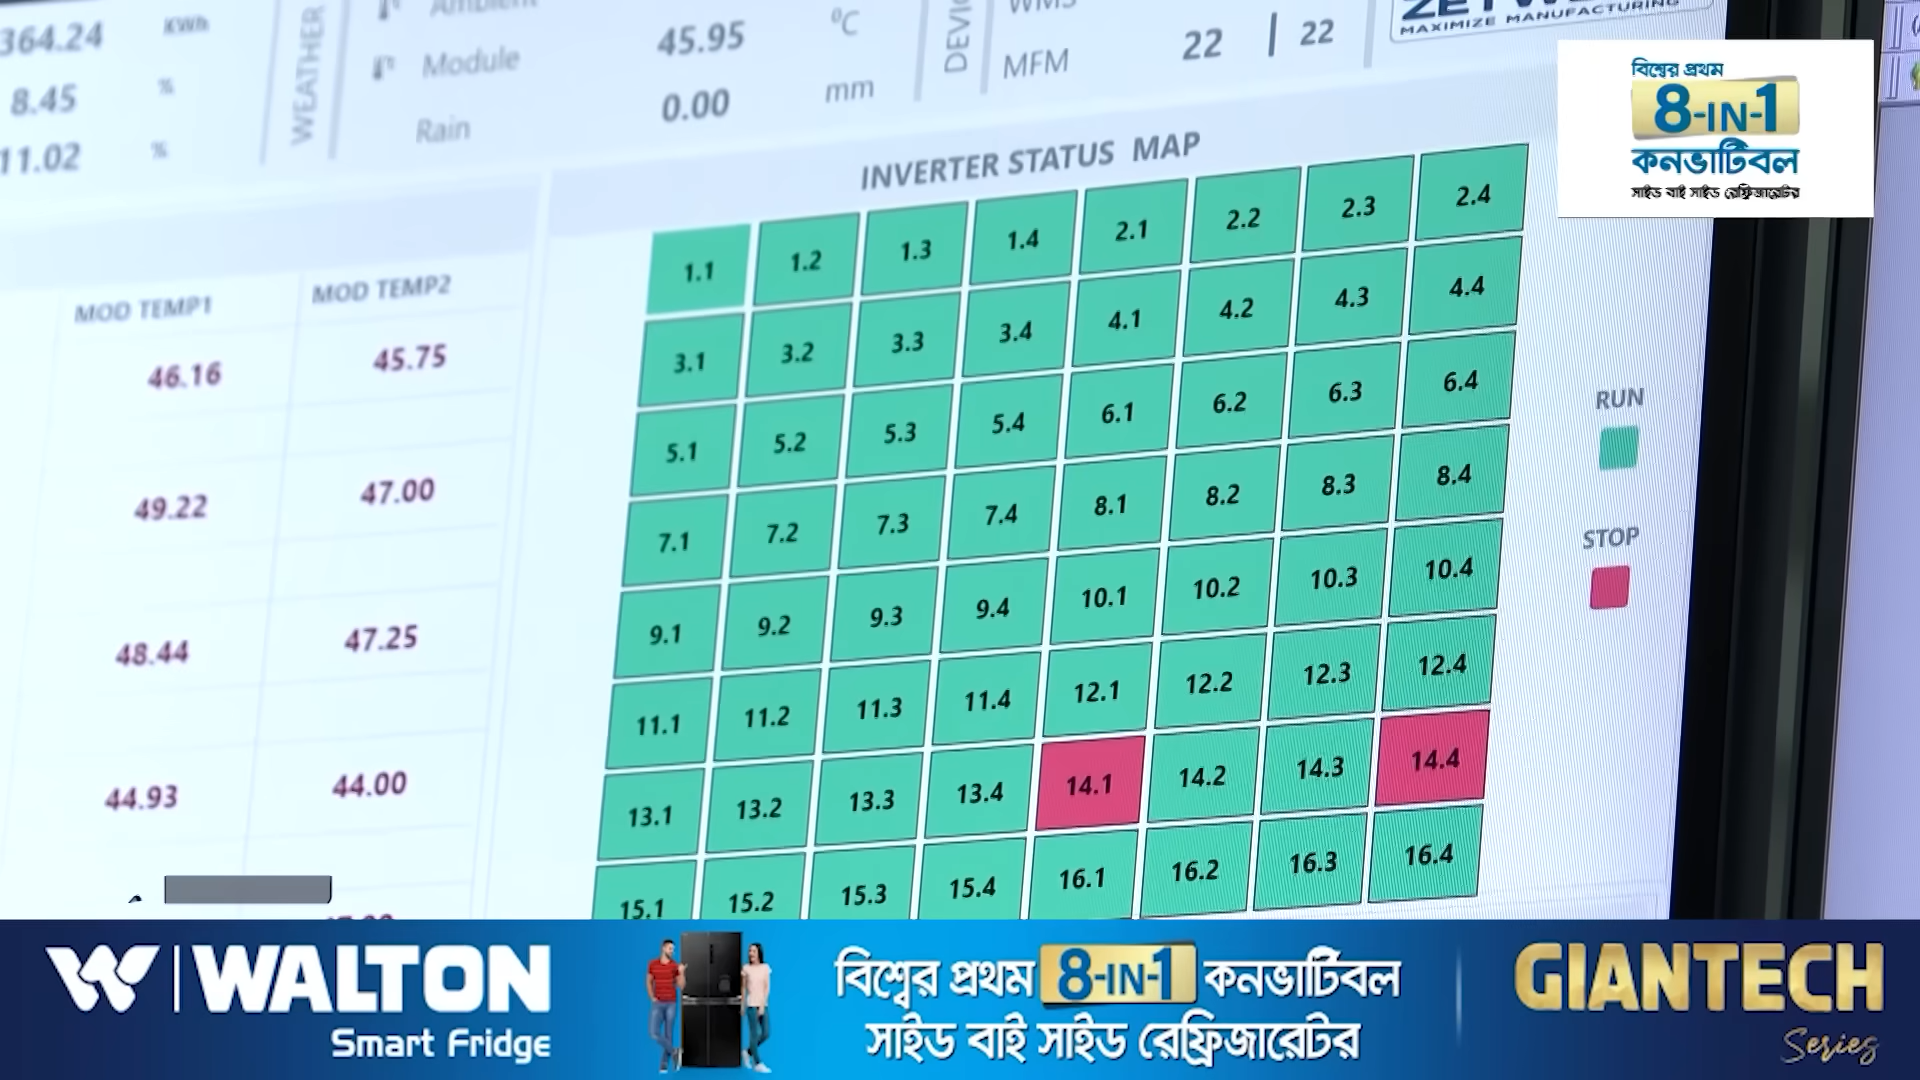 364.24 KWh
8.45 %
11.02 %
WEATHER
Ambient
Module 45.95 ⁰C
Rain 0.00 mm
WMS
MFM 22 | 22
MAXIMIZE MANUFACTURING
বিশ্বের প্রথম
8-IN-1
কনভার্টিবল
সাইড বাই সাইড রেফ্রিজারেটর
INVERTER STATUS MAP
MOD TEMP1 MOD TEMP2
46.16 45.75
49.22 47.00
48.44 47.25
44.93 44.00
1.1 1.2 1.3 1.4 2.1 2.2 2.3 2.4
3.1 3.2 3.3 3.4 4.1 4.2 4.3 4.4
5.1 5.2 5.3 5.4 6.1 6.2 6.3 6.4
7.1 7.2 7.3 7.4 8.1 8.2 8.3 8.4
9.1 9.2 9.3 9.4 10.1 10.2 10.3 10.4
11.1 11.2 11.3 11.4 12.1 12.2 12.3 12.4
13.1 13.2 13.3 13.4 14.1 14.2 14.3 14.4
15.1 15.2 15.3 15.4 16.1 16.2 16.3 16.4
RUN
STOP
WALTON
Smart Fridge
বিশ্বের প্রথম 8-IN-1 কনভার্টিবল
সাইড বাই সাইড রেফ্রিজারেটর
GIANTECH
Series